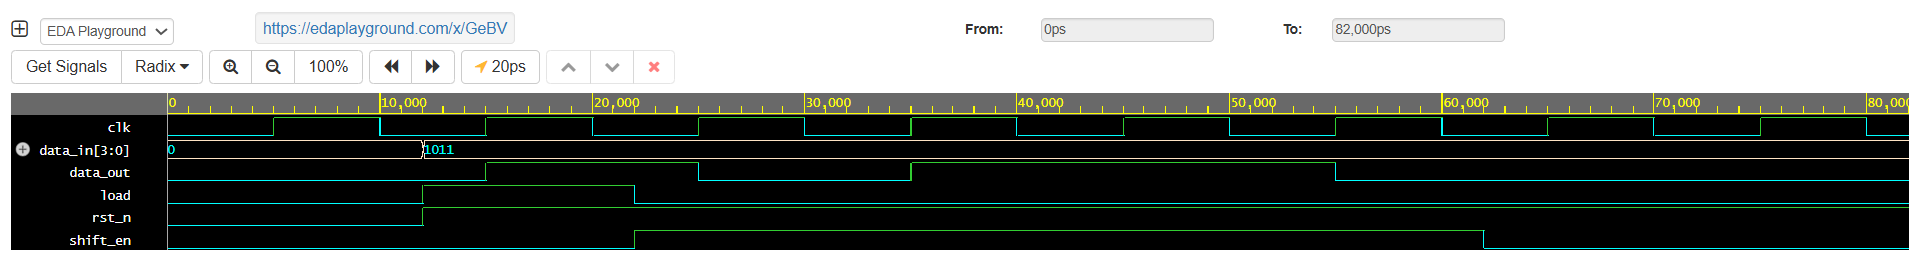 EDA Playground
https://edaplayground.com/x/GeBV
From: 0ps To: 82,000ps
Get Signals Radix 100% 20ps
0 10,000 20,000 30,000 40,000 50,000 60,000 70,000 80,000
clk
data_in[3:0] 0 1011
data_out
load
rst_n
shift_en